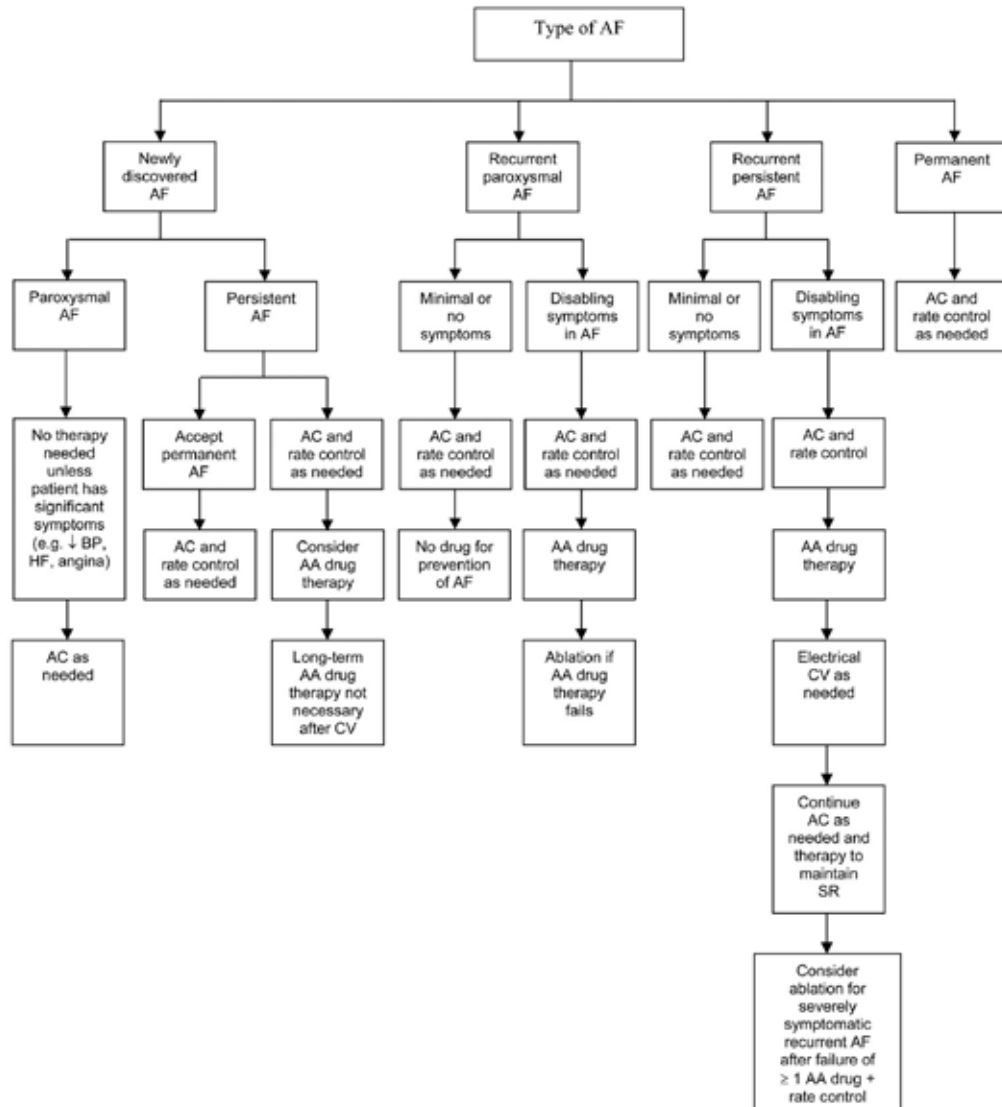 Type of AF
Newly
discovered
AF
Recurrent
paroxysmal
AF
Recurrent
persistent
AF
Permanent
AF
Paroxysmal
AF
Persistent
AF
Minimal or
no
symptoms
Disabling
symptoms
in AF
Minimal or
no
symptoms
Disabling
symptoms
in AF
AC and
rate control
as needed
No therapy
needed
unless
patient has
significant
symptoms
(e.g. ↓ BP,
HF, angina)
Accept
permanent
AF
AC and
rate control
as needed
AC and
rate control
as needed
AC and
rate control
as needed
AC and
rate control
as needed
AC and
rate control
AC and
rate control
as needed
Consider
AA drug
therapy
No drug for
prevention
of AF
AA drug
therapy
AA drug
therapy
AC as
needed
Long-term
AA drug
therapy not
necessary
after CV
Ablation if
AA drug
therapy
fails
Electrical
CV as
needed
Continue
AC as
needed and
therapy to
maintain
SR
Consider
ablation for
severely
symptomatic
recurrent AF
after failure of
≥ 1 AA drug +
rate control